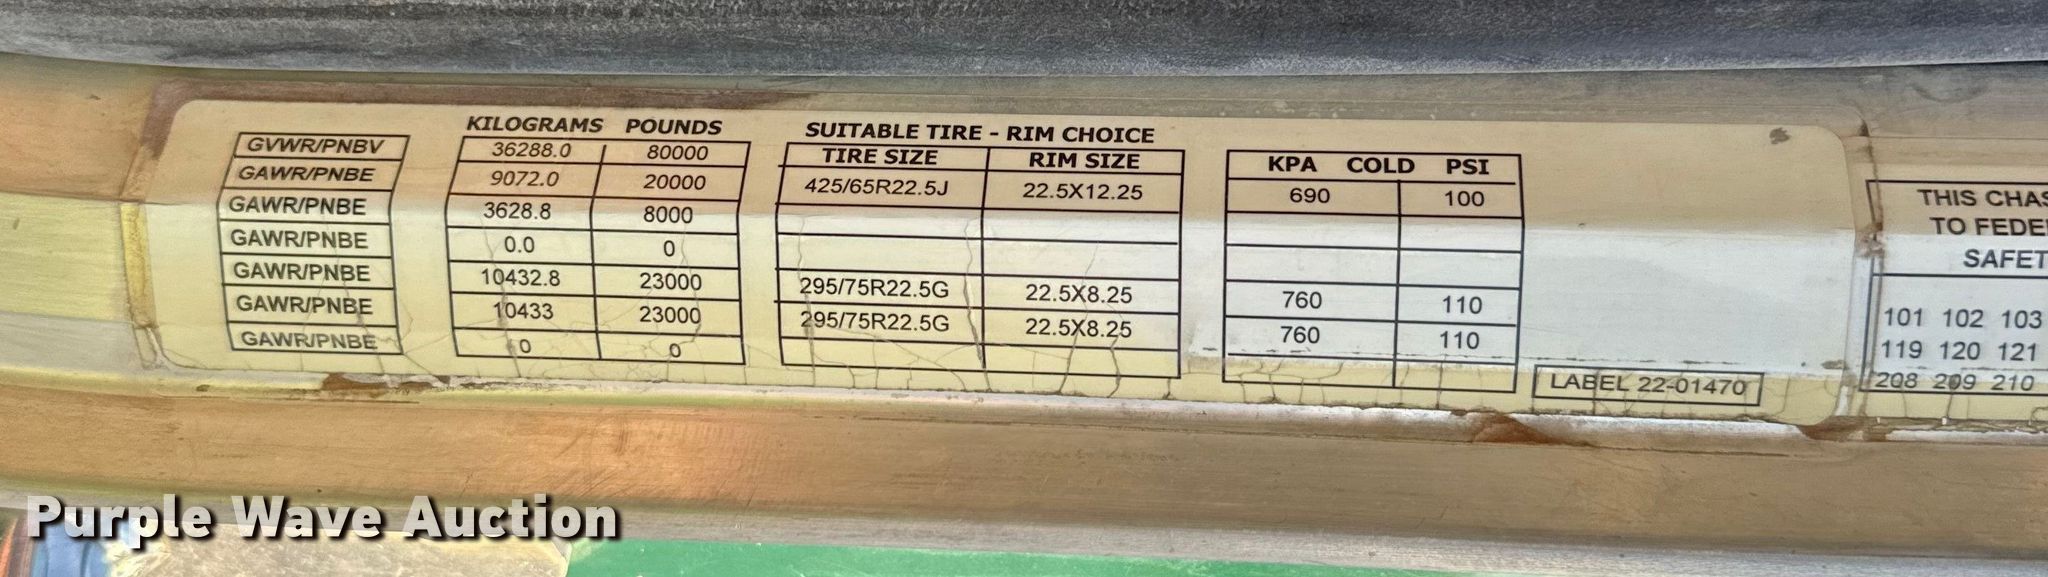 KILOGRAMS POUNDS SUITABLE TIRE - RIM CHOICE
GVWR/PNBV 36288.0 80000 TIRE SIZE RIM SIZE KPA COLD PSI
GAWR/PNBE 9072.0 20000 425/65R22.5J 22.5X12.25 690 100
GAWR/PNBE 3628.8 8000
GAWR/PNBE 0.0 0
GAWR/PNBE 10432.8 23000 295/75R22.5G 22.5X8.25 760 110
GAWR/PNBE 10433 23000 295/75R22.5G 22.5X8.25 760 110
GAWR/PNBE 0 0
LABEL 22-01470
THIS CHAS
TO FEDE
SAFET
101 102 103
119 120 121
208 209 210
Purple Wave Auction